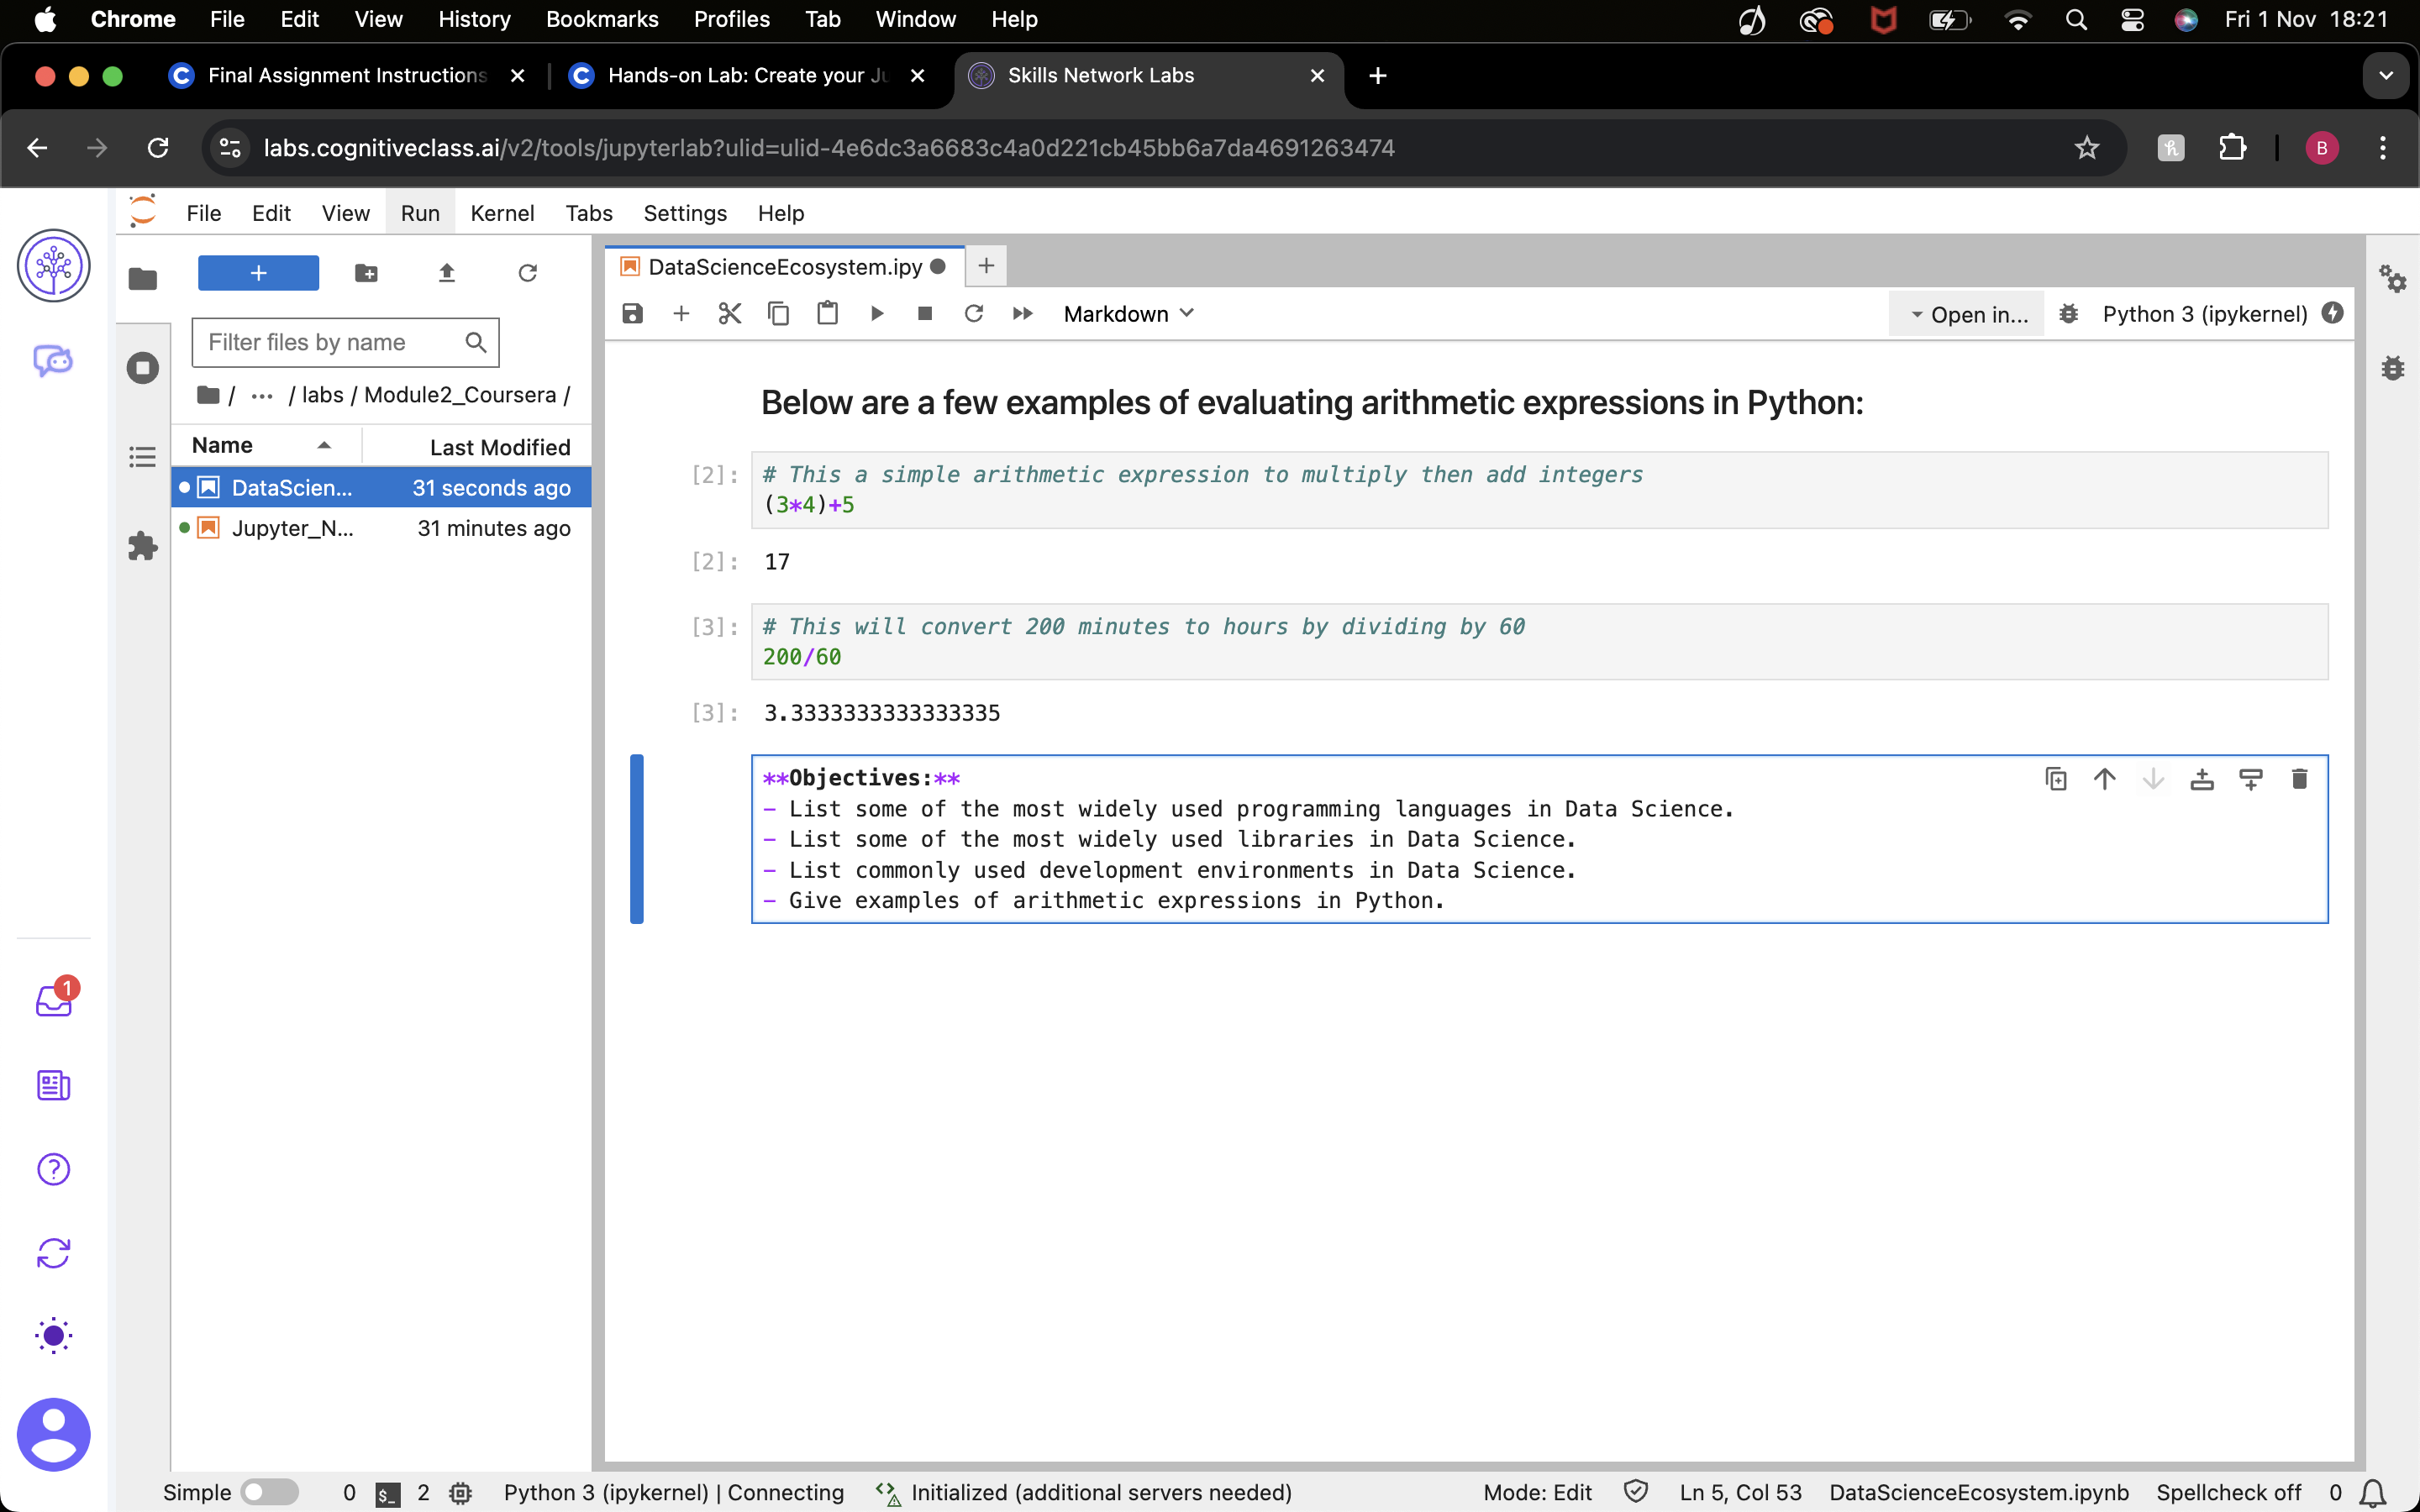 Chrome File Edit View History Bookmarks Profiles Tab Window Help Fri 1 Nov 18:21
Final Assignment Instructions Hands-on Lab: Create your Ju Skills Network Labs
labs.cognitiveclass.ai/v2/tools/jupyterlab?ulid=ulid-4e6dc3a6683c4a0d221cb45bb6a7da4691263474 B
File Edit View Run Kernel Tabs Settings Help
DataScienceEcosystem.ipy
Markdown Open in... Python 3 (ipykernel)
Filter files by name
/ ... / labs / Module2_Coursera /
Name Last Modified
DataScien... 31 seconds ago
Jupyter_N... 31 minutes ago
Below are a few examples of evaluating arithmetic expressions in Python:
[2]: # This a simple arithmetic expression to multiply then add integers
(3*4)+5
[2]: 17
[3]: # This will convert 200 minutes to hours by dividing by 60
200/60
[3]: 3.3333333333333335
**Objectives:**
- List some of the most widely used programming languages in Data Science.
- List some of the most widely used libraries in Data Science.
- List commonly used development environments in Data Science.
- Give examples of arithmetic expressions in Python.
1
Simple 0 $_ 2 Python 3 (ipykernel) | Connecting Initialized (additional servers needed) Mode: Edit Ln 5, Col 53 DataScienceEcosystem.ipynb Spellcheck off 0